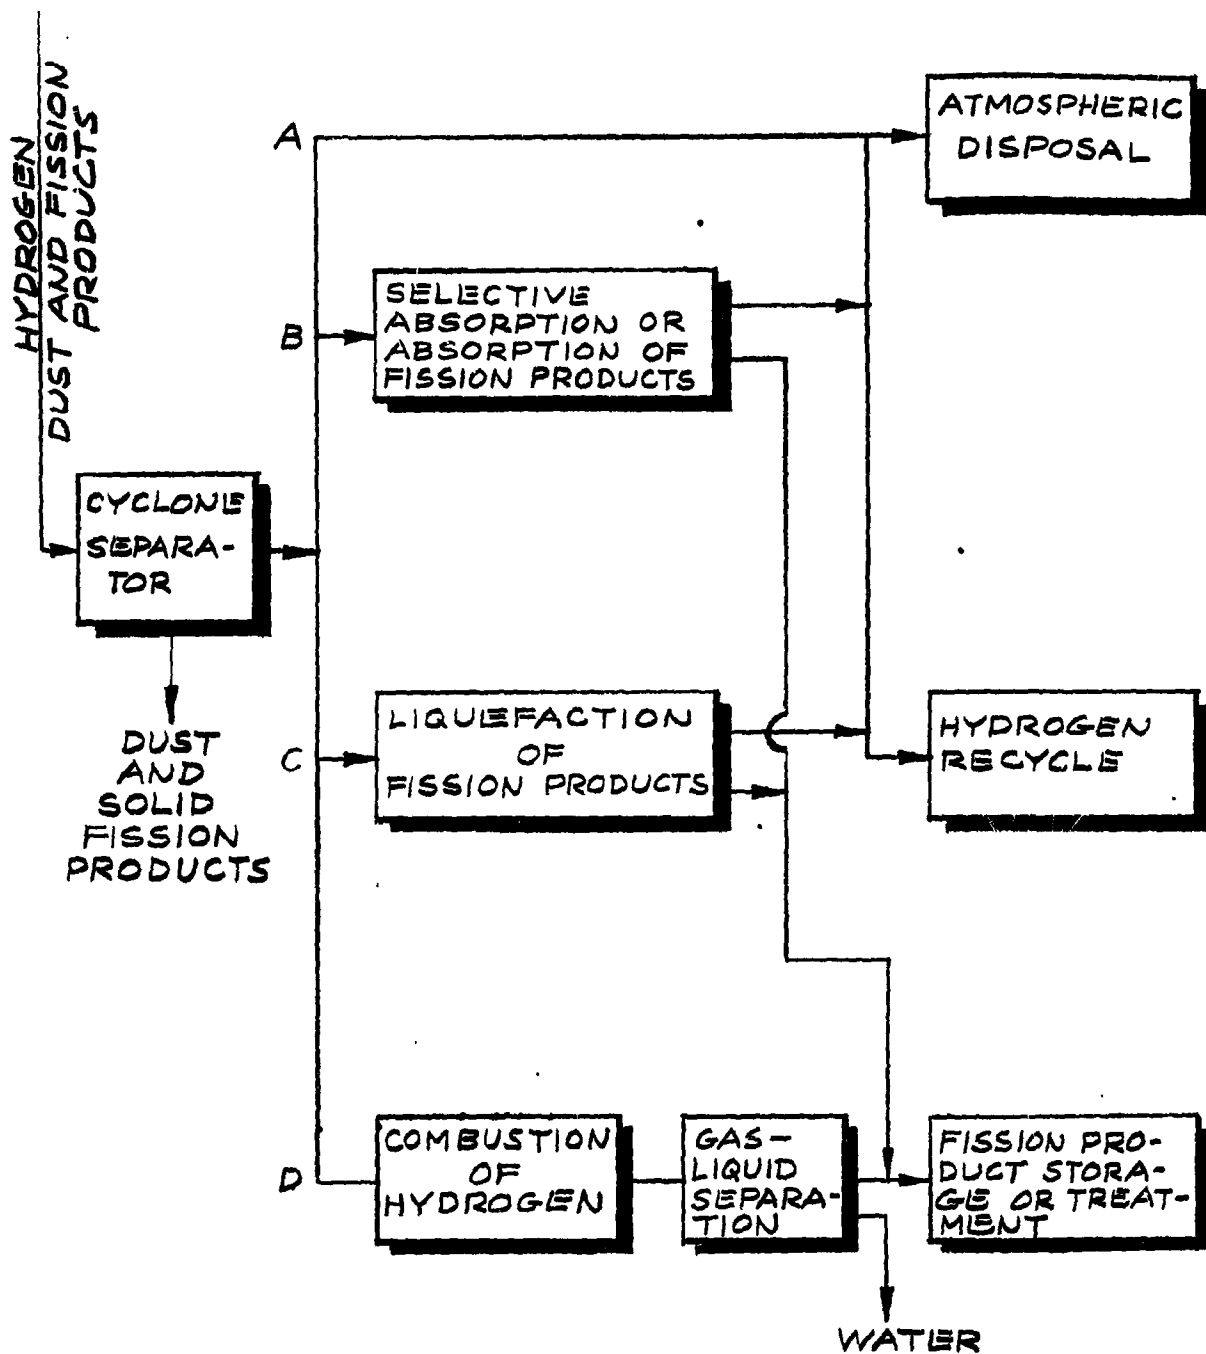 HYDROGEN
DUST AND FISSION
PRODUCTS
A
ATMOSPHERIC
DISPOSAL
B
SELECTIVE
ABSORPTION OR
ABSORPTION OF
FISSION PRODUCTS
CYCLONE
SEPARA-
TOR
DUST
AND
SOLID
FISSION
PRODUCTS
C
LIQUEFACTION
OF
FISSION PRODUCTS
HYDROGEN
RECYCLE
D
COMBUSTION
OF
HYDROGEN
GAS-
LIQUID
SEPARA-
TION
FISSION PRO-
DUCT STORA-
GE OR TREAT-
MENT
WATER